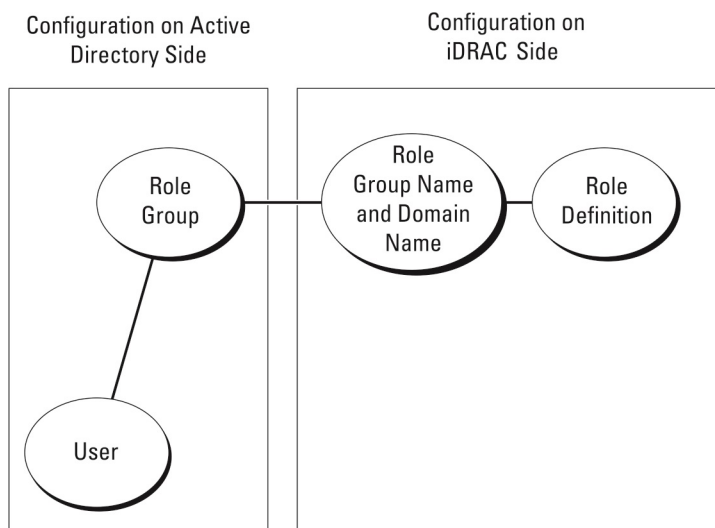 Configuration on Active
Directory Side
Configuration on
iDRAC Side
Role
Group
Role
Group Name
and Domain
Name
Role
Definition
User